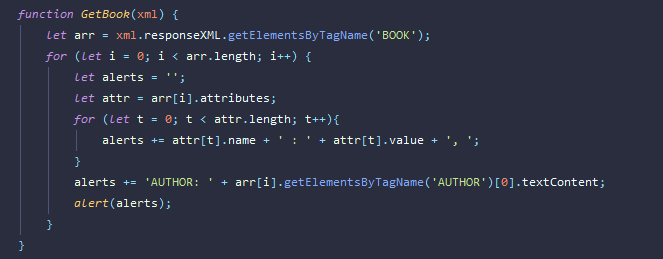 function GetBook(xml) {
let arr = xml.responseXML.getElementsByTagName('BOOK');
for (let i = 0; i < arr.length; i++) {
let alerts = '';
let attr = arr[i].attributes;
for (let t = 0; t < attr.length; t++){
alerts += attr[t].name + ' : ' + attr[t].value + ', ';
}
alerts += 'AUTHOR: ' + arr[i].getElementsByTagName('AUTHOR')[0].textContent;
alert(alerts);
}
}